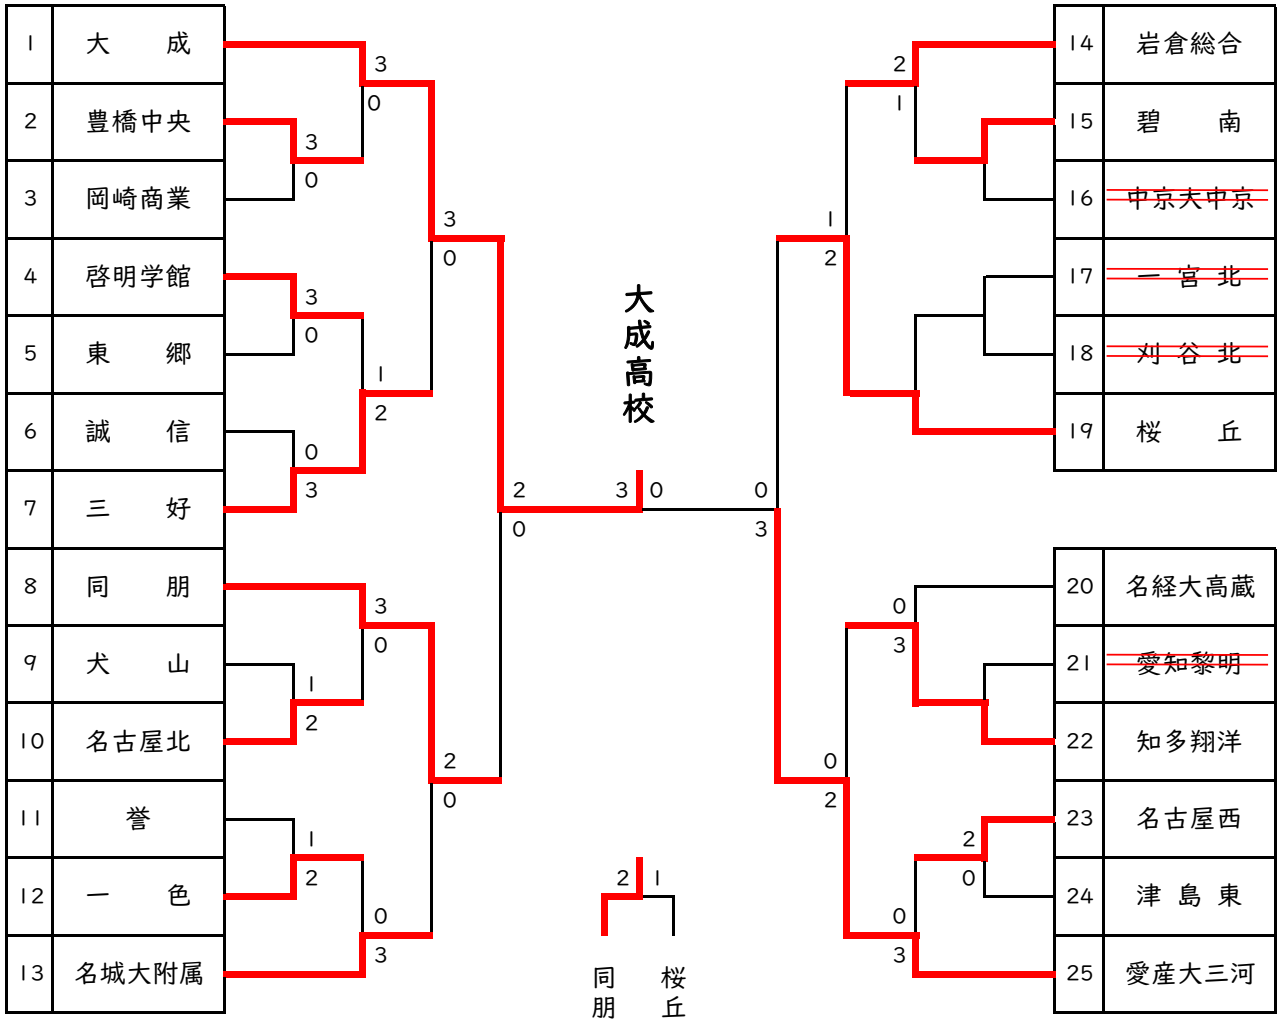 1 大 成
2 豊橋中央
3 岡崎商業
4 啓明学館
5 東 郷
6 誠 信
7 三 好
8 同 朋
9 犬 山
10 名古屋北
11 誉
12 一 色
13 名城大附属
3
0
3
0
3
0
3
0
1
2
0
3
2
0
3
0
1
2
2
0
1
2
0
3
大成高校
3 0
2 1
同朋
桜丘
2
1
1
2
0
3
0
3
0
2
2
0
0
3
14 岩倉総合
15 碧 南
16 中京大中京
17 一 宮 北
18 刈 谷 北
19 桜 丘
20 名経大高蔵
21 愛知黎明
22 知多翔洋
23 名古屋西
24 津 島 東
25 愛産大三河